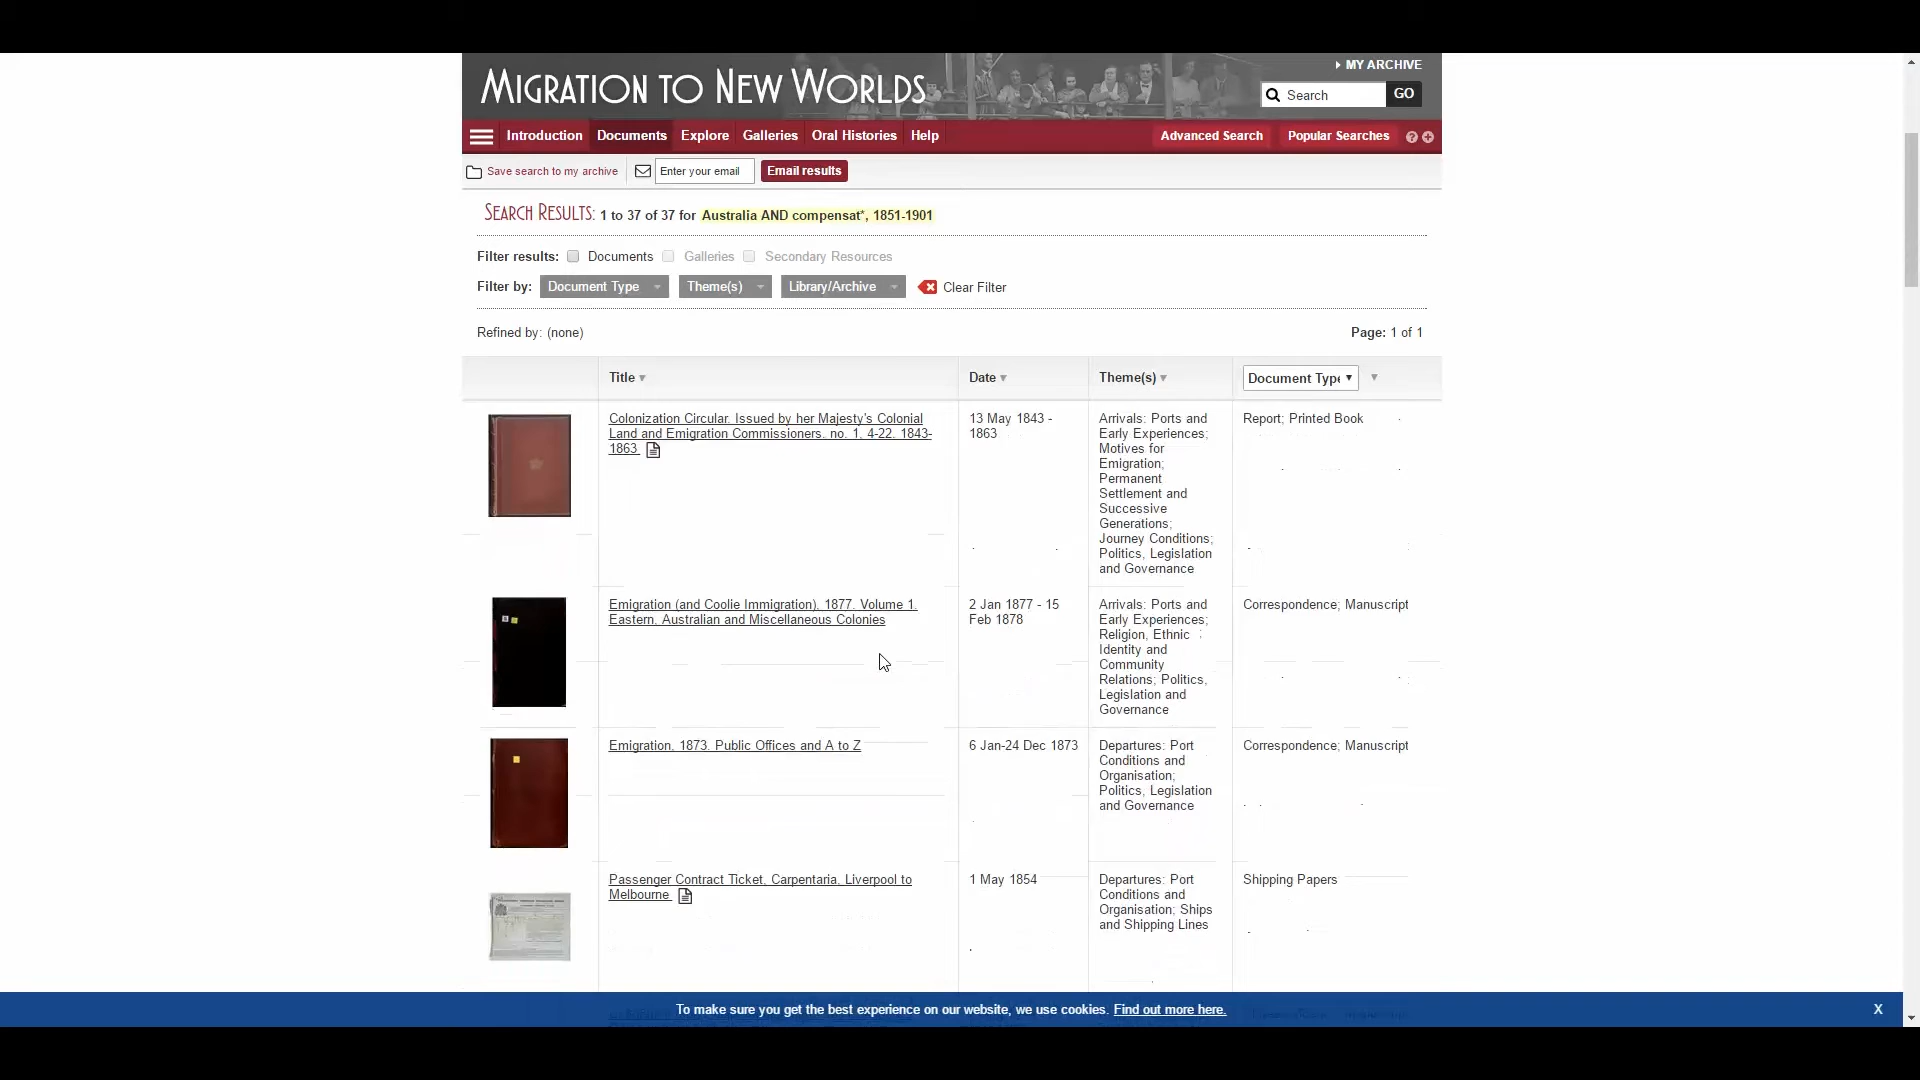 MIGRATION TO NEW WORLDS
MY ARCHIVE
Search GO
Introduction Documents Explore Galleries Oral Histories Help Advanced Search Popular Searches
Save search to my archive Enter your email Email results
SEARCH RESULTS: 1 to 37 of 37 for Australia AND compensat*, 1851-1901
Filter results: Documents Galleries Secondary Resources
Filter by: Document Type Theme(s) Library/Archive Clear Filter
Refined by: (none) Page: 1 of 1
Title Date Theme(s) Document Type
Colonization Circular. Issued by her Majesty's Colonial
Land and Emigration Commissioners. no. 1, 4-22. 1843-
1863
13 May 1843 -
1863
Arrivals: Ports and
Early Experiences;
Motives for
Emigration;
Permanent
Settlement and
Successive
Generations;
Journey Conditions;
Politics, Legislation
and Governance
Report; Printed Book
Emigration (and Coolie Immigration). 1877. Volume 1.
Eastern, Australian and Miscellaneous Colonies
2 Jan 1877 - 15
Feb 1878
Arrivals: Ports and
Early Experiences;
Religion, Ethnic
Identity and
Community
Relations; Politics,
Legislation and
Governance
Correspondence; Manuscript
Emigration. 1873. Public Offices and A to Z
6 Jan-24 Dec 1873
Departures: Port
Conditions and
Organisation;
Politics, Legislation
and Governance
Correspondence; Manuscript
Passenger Contract Ticket, Carpentaria, Liverpool to
Melbourne
1 May 1854
Departures: Port
Conditions and
Organisation; Ships
and Shipping Lines
Shipping Papers
To make sure you get the best experience on our website, we use cookies. Find out more here. X